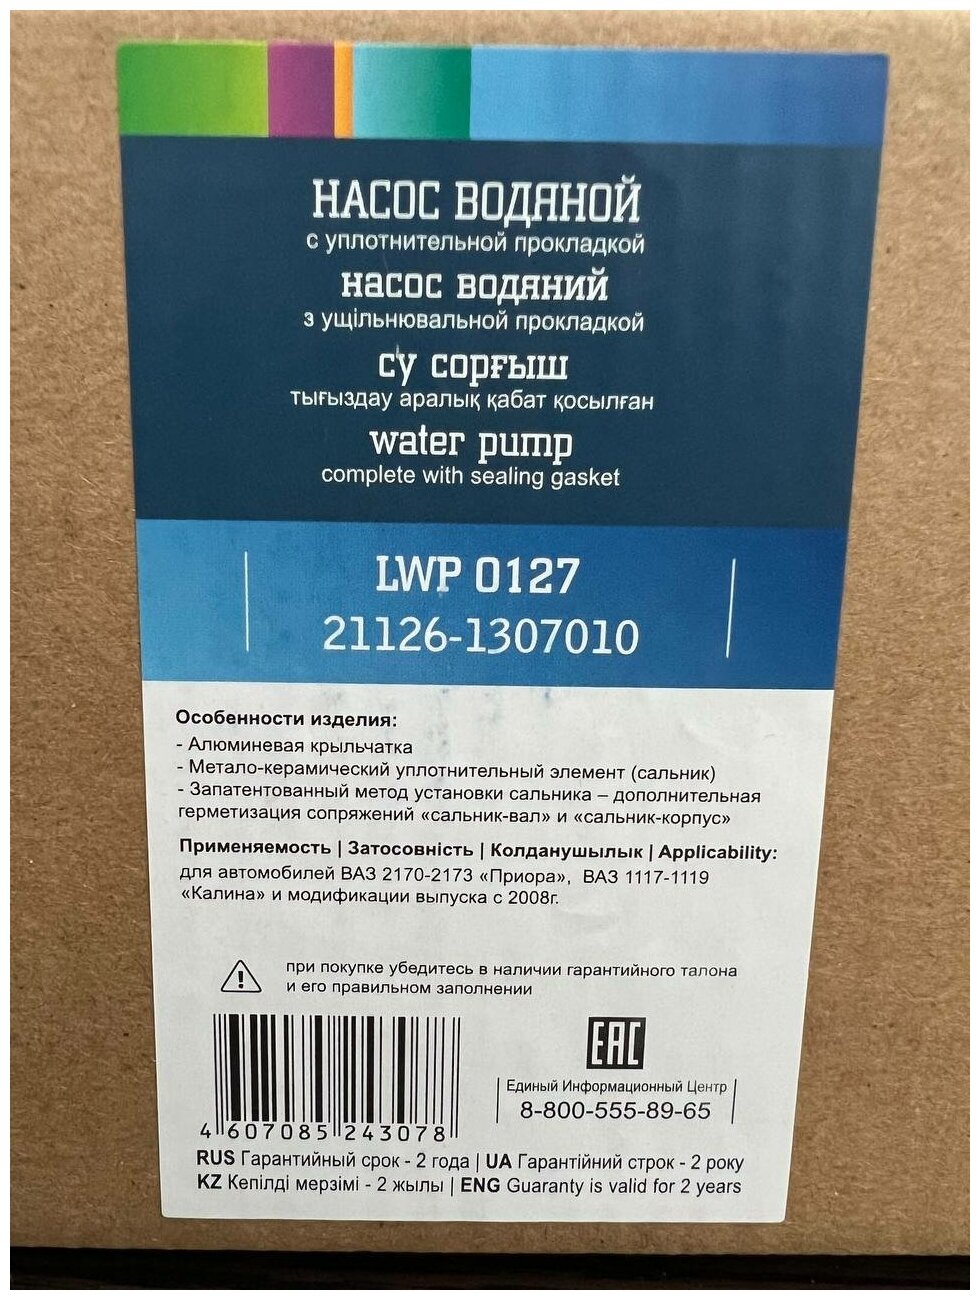 НАСОС ВОДЯНОЙ
с уплотнительной прокладкой
насос водяний
з ущільнювальной прокладкой
су сорғыш
тығыздау аралық қабат қосылған
water pump
complete with sealing gasket
LWP 0127
21126-1307010
Особенности изделия:
- Алюминевая крыльчатка
- Метало-керамический уплотнительный элемент (сальник)
- Запатентованный метод установки сальника – дополнительная
герметизация сопряжений «сальник-вал» и «сальник-корпус»
Применяемость | Затосовність | Колданушылык | Applicability:
для автомобилей ВАЗ 2170-2173 «Приора», ВАЗ 1117-1119
«Калина» и модификации выпуска с 2008г.
при покупке убедитесь в наличии гарантийного талона
и его правильном заполнении
EAC
Единый Информационный Центр
8-800-555-89-65
4 607085 243078
RUS Гарантийный срок - 2 года | UA Гарантійний строк - 2 року
KZ Кепілді мерзімі - 2 жылы | ENG Guaranty is valid for 2 years